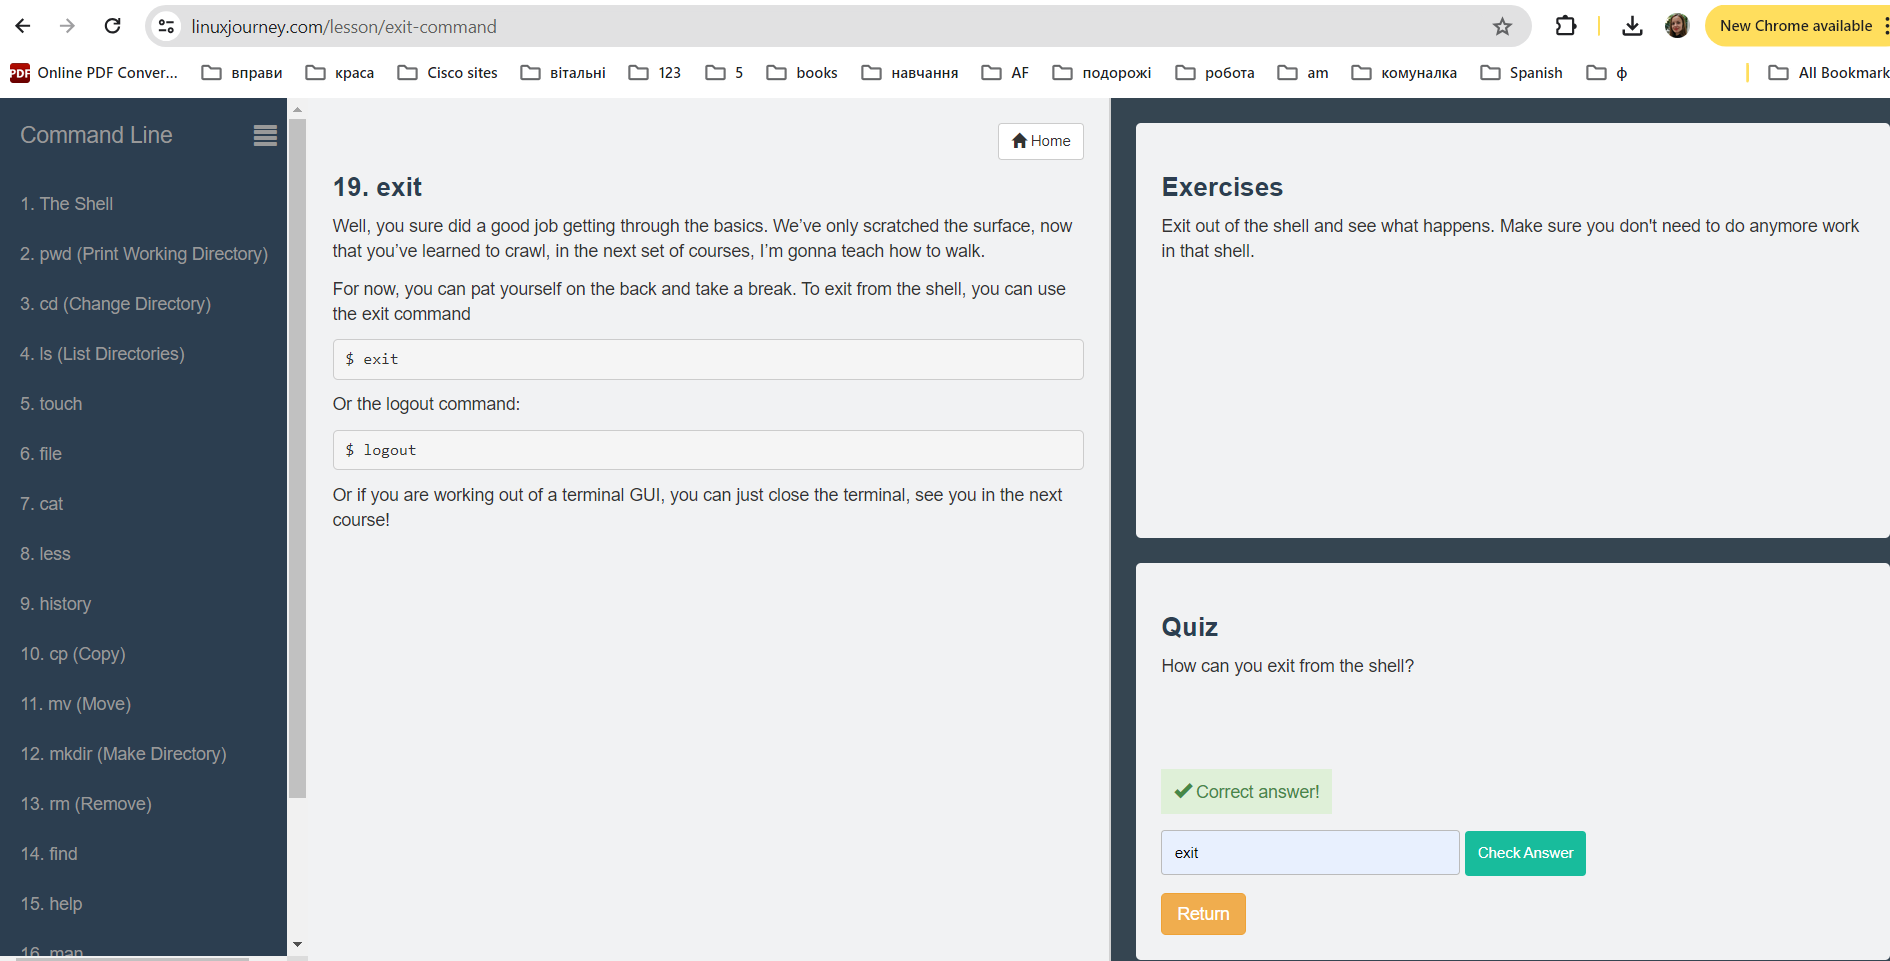 linuxjourney.com/lesson/exit-command
New Chrome available
PDF Online PDF Conver...
вправи
краса
Cisco sites
вітальні
123
5
books
навчання
AF
подорожі
робота
am
комуналка
Spanish
ф
All Bookmark
Command Line
1. The Shell
2. pwd (Print Working Directory)
3. cd (Change Directory)
4. ls (List Directories)
5. touch
6. file
7. cat
8. less
9. history
10. cp (Copy)
11. mv (Move)
12. mkdir (Make Directory)
13. rm (Remove)
14. find
15. help
16. man
Home
19. exit
Well, you sure did a good job getting through the basics. We’ve only scratched the surface, now
that you’ve learned to crawl, in the next set of courses, I’m gonna teach how to walk.
For now, you can pat yourself on the back and take a break. To exit from the shell, you can use
the exit command
$ exit
Or the logout command:
$ logout
Or if you are working out of a terminal GUI, you can just close the terminal, see you in the next
course!
Exercises
Exit out of the shell and see what happens. Make sure you don't need to do anymore work
in that shell.
Quiz
How can you exit from the shell?
Correct answer!
exit
Check Answer
Return